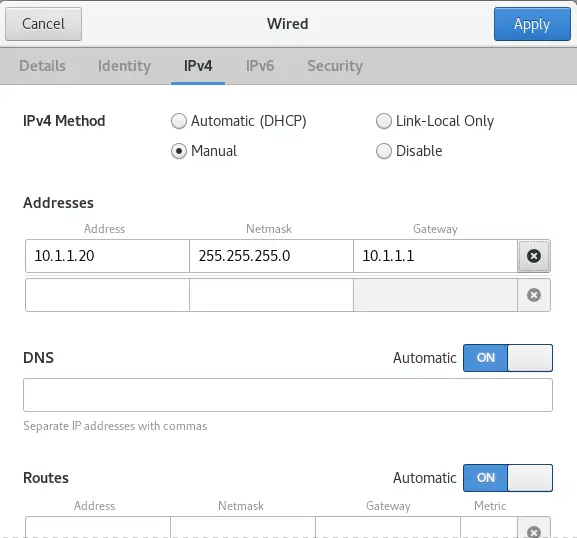 Cancel Wired Apply
Details Identity IPv4 IPv6 Security
IPv4 Method Automatic (DHCP) Link-Local Only
Manual Disable
Addresses
Address Netmask Gateway
10.1.1.20 255.255.255.0 10.1.1.1
DNS Automatic ON
Separate IP addresses with commas
Routes Automatic ON
Address Netmask Gateway Metric